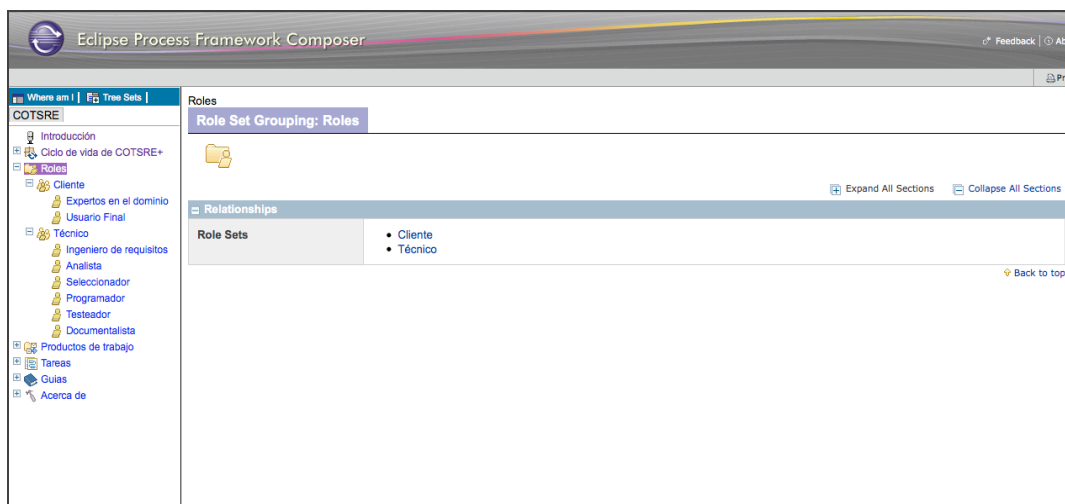 Eclipse Process Framework Composer
Feedback | Ab
Pr
Where am I | Tree Sets |
COTSRE
Introducción
Ciclo de vida de COTSRE+
Roles
Cliente
Expertos en el dominio
Usuario Final
Técnico
Ingeniero de requisitos
Analista
Seleccionador
Programador
Testeador
Documentalista
Productos de trabajo
Tareas
Guias
Acerca de
Roles
Role Set Grouping: Roles
Expand All Sections Collapse All Sections
Relationships
Role Sets
• Cliente
• Técnico
Back to top